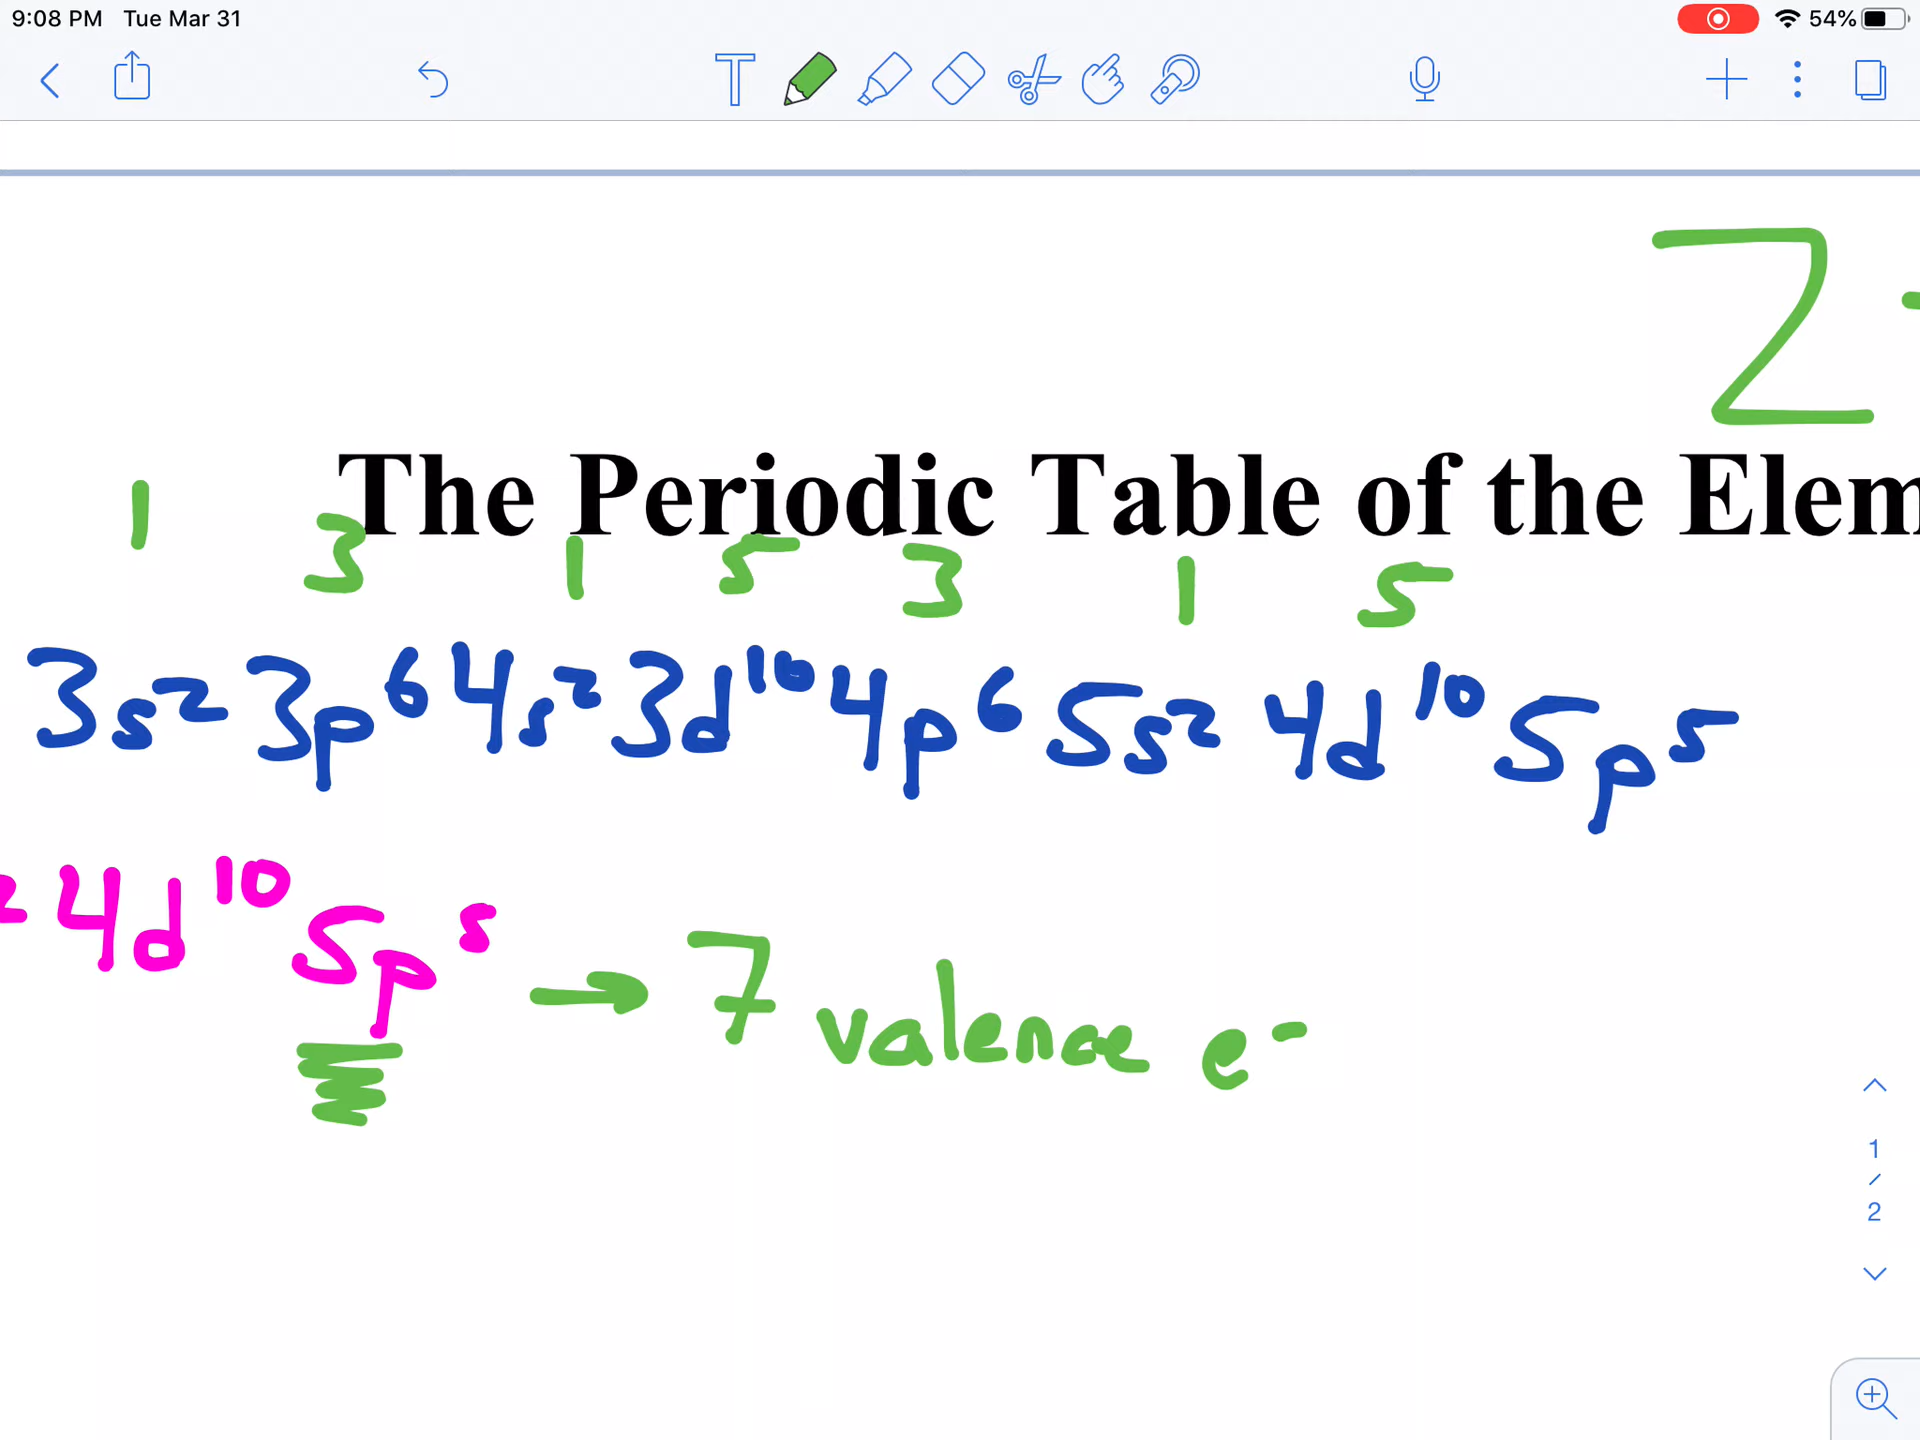 9:08 PM Tue Mar 31 54%
T
Z
The Periodic Table of the Elem
1 3 1 5 3 1 5
3s² 3p⁶ 4s² 3d¹⁰ 4p⁶ 5s² 4d¹⁰ 5p⁵
² 4d¹⁰ 5p⁵ → 7 valence e⁻
1
/
2